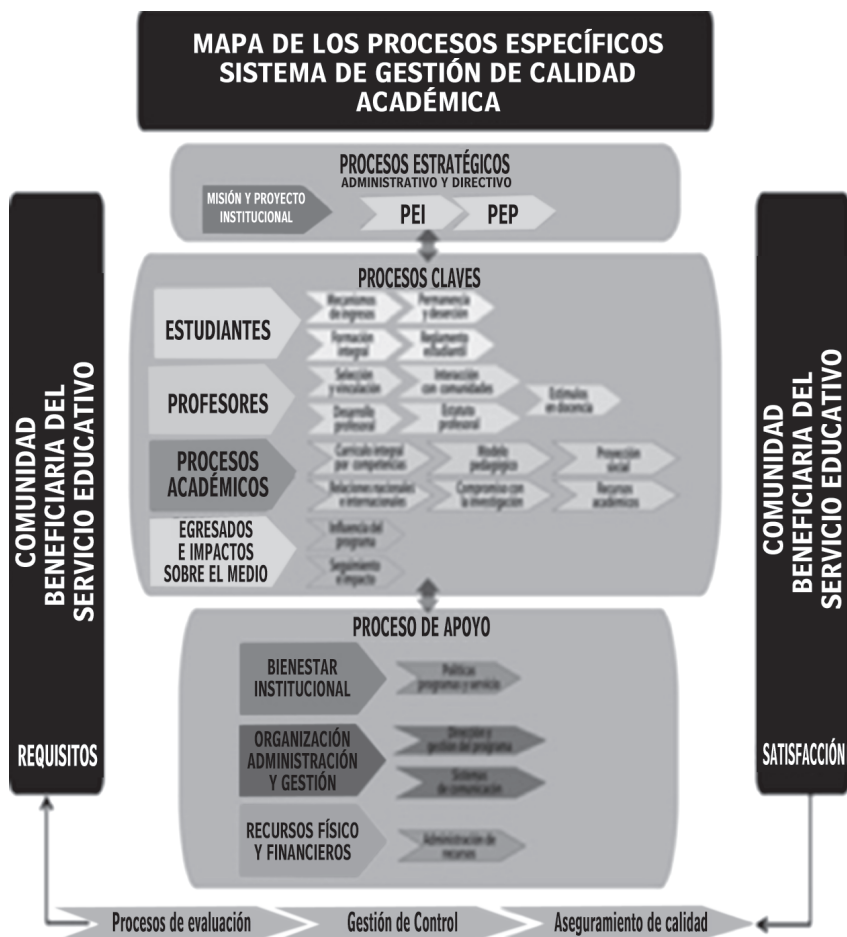 MAPA DE LOS PROCESOS ESPECÍFICOS
SISTEMA DE GESTIÓN DE CALIDAD
ACADÉMICA
PROCESOS ESTRATÉGICOS
ADMINISTRATIVO Y DIRECTIVO
MISIÓN Y PROYECTO
INSTITUCIONAL
PEI
PEP
COMUNIDAD
BENEFICIARIA DEL
SERVICIO EDUCATIVO
REQUISITOS
PROCESOS CLAVES
ESTUDIANTES
Mecanismos
de ingresos
Permanencia
y deserción
Formación
integral
Reglamento
estudiantil
PROFESORES
Selección
y vinculación
Interacción
con comunidades
Estímulos
en docencia
Desarrollo
profesoral
Estatuto
profesoral
PROCESOS
ACADÉMICOS
Currículo integral
por competencias
Modelo
pedagógico
Proyección
social
Relaciones nacionales
e internacionales
Compromiso con
la investigación
Recursos
académicos
EGRESADOS
E IMPACTOS
SOBRE EL MEDIO
Influencia del
programa
Seguimiento
e impacto
PROCESO DE APOYO
BIENESTAR
INSTITUCIONAL
Políticas
programas y servicio
ORGANIZACIÓN
ADMINISTRACIÓN
Y GESTIÓN
Dirección y
gestión del programa
Sistemas
de comunicación
RECURSOS FÍSICO
Y FINANCIEROS
Administración de
recursos
COMUNIDAD
BENEFICIARIA DEL
SERVICIO EDUCATIVO
SATISFACCIÓN
Procesos de evaluación
Gestión de Control
Aseguramiento de calidad